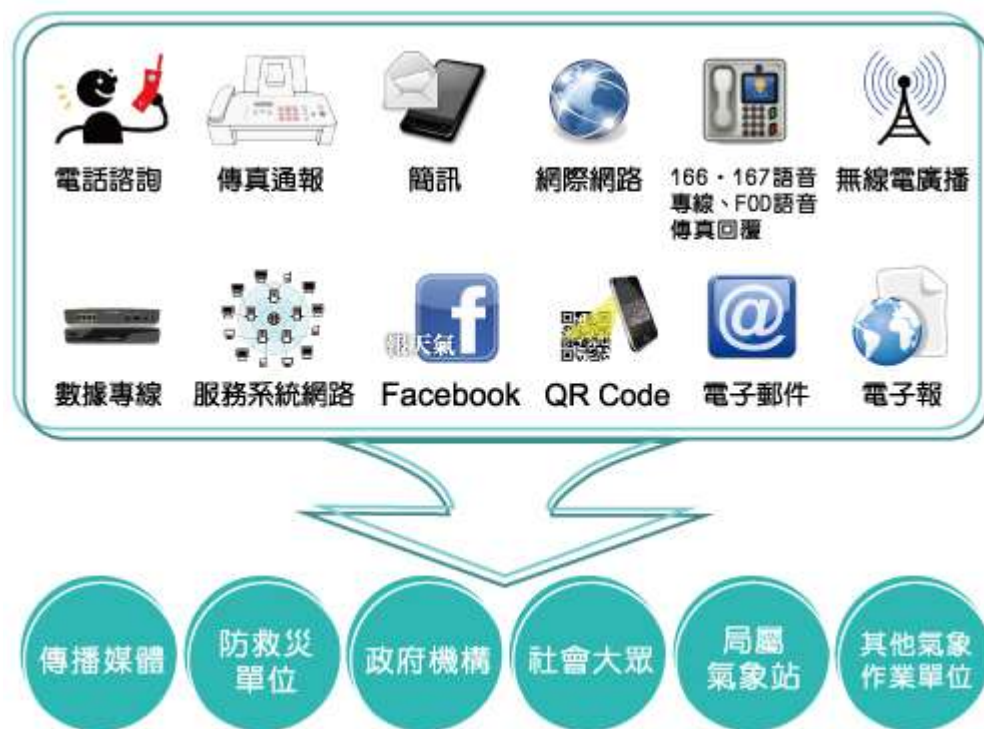 電話諮詢
傳真通報
簡訊
網際網路
166・167語音
專線、FOD語音
傳真回覆
無線電廣播
數據專線
服務系統網路
f
報天氣
Facebook
QR Code
@
電子郵件
電子報
傳播媒體
防救災
單位
政府機構
社會大眾
局屬
氣象站
其他氣象
作業單位